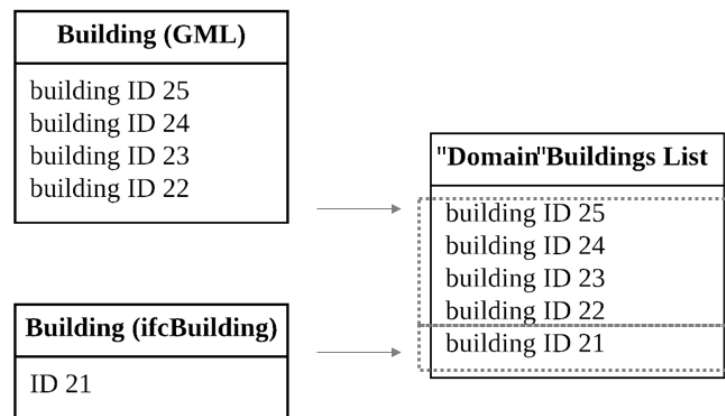 Building (GML)
building ID 25
building ID 24
building ID 23
building ID 22
"Domain"Buildings List
building ID 25
building ID 24
building ID 23
building ID 22
building ID 21
Building (ifcBuilding)
ID 21